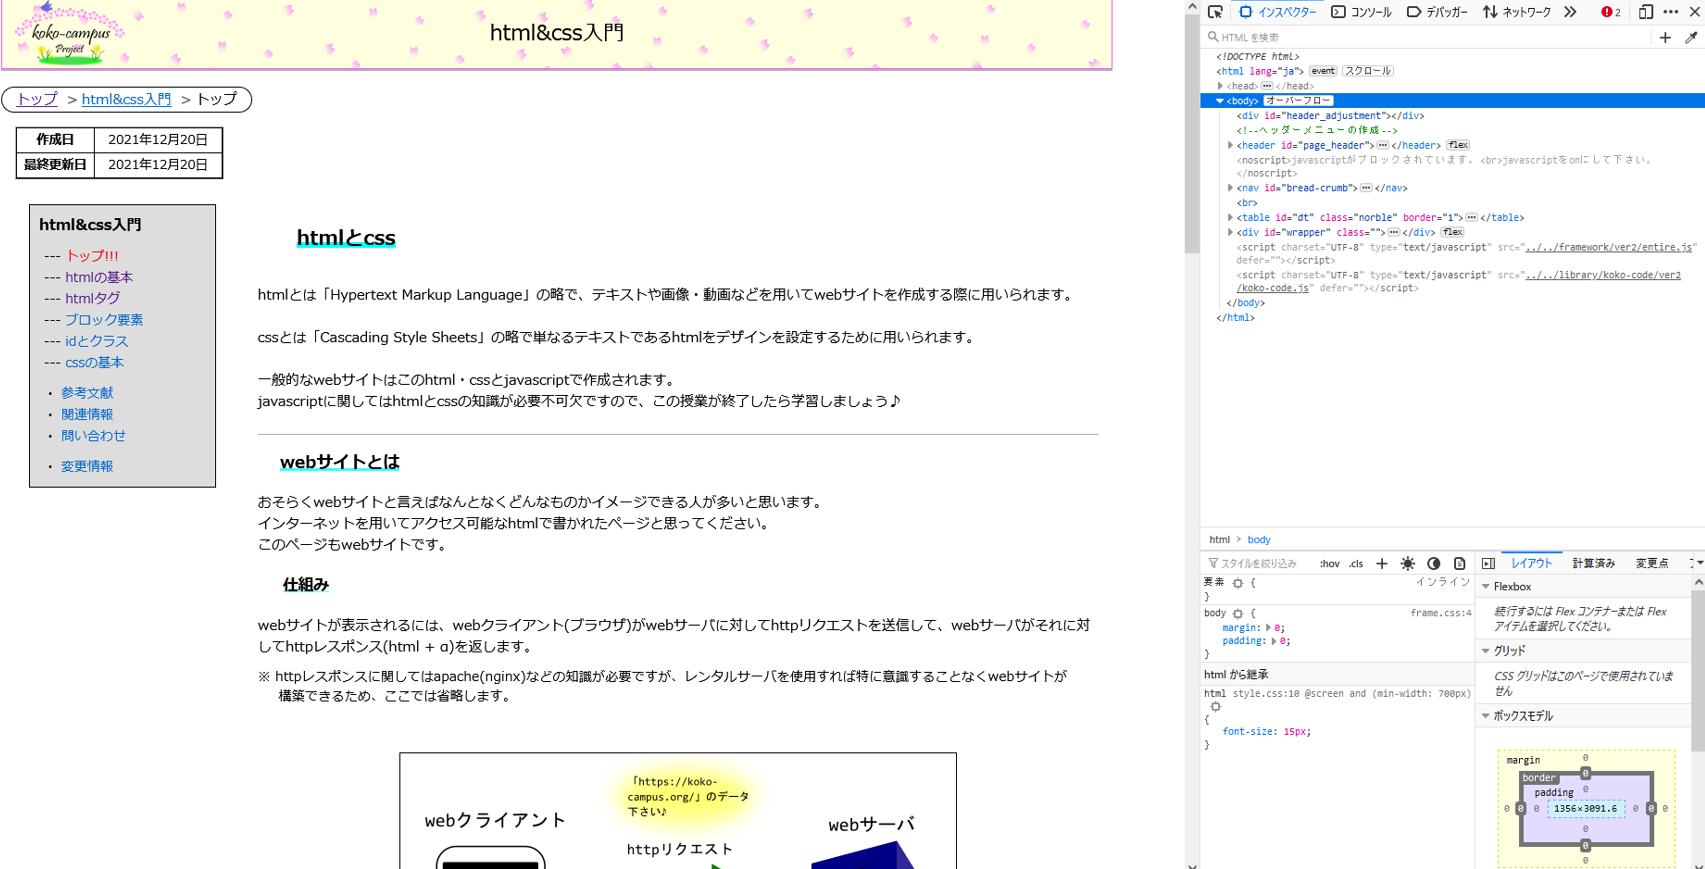 koko-campus
Project
html&css入門
トップ > html&css入門 > トップ
作成日 2021年12月20日
最終更新日 2021年12月20日
html&css入門
--- トップ!!!
--- htmlの基本
--- htmlタグ
--- ブロック要素
--- idとクラス
--- cssの基本
・ 参考文献
・ 関連情報
・ 問い合わせ
・ 変更情報
htmlとcss
htmlとは「Hypertext Markup Language」の略で、テキストや画像・動画などを用いてwebサイトを作成する際に用いられます。
cssとは「Cascading Style Sheets」の略で単なるテキストであるhtmlをデザインを設定するために用いられます。
一般的なwebサイトはこのhtml・cssとjavascriptで作成されます。
javascriptに関してはhtmlとcssの知識が必要不可欠ですので、この授業が終了したら学習しましょう♪
webサイトとは
おそらくwebサイトと言えばなんとなくどんなものかイメージできる人が多いと思います。
インターネットを用いてアクセス可能なhtmlで書かれたページと思ってください。
このページもwebサイトです。
仕組み
webサイトが表示されるには、webクライアント(ブラウザ)がwebサーバに対してhttpリクエストを送信して、webサーバがそれに対
してhttpレスポンス(html + α)を返します。
※ httpレスポンスに関してはapache(nginx)などの知識が必要ですが、レンタルサーバを使用すれば特に意識することなくwebサイトが
構築できるため、ここでは省略します。
「https://koko-
campus.org/」のデータ
下さい♪
webクライアント
webサーバ
httpリクエスト
インスペクター コンソール デバッガー ネットワーク 2
HTML を検索
<!DOCTYPE html>
<html lang="ja"> event スクロール
<head> ... </head>
<body> オーバーフロー
<div id="header_adjustment"></div>
<!--ヘッダーメニューの作成-->
<header id="page_header"> ... </header> flex
<noscript>javascriptがブロックされています。<br>javascriptをonにして下さい。
</noscript>
<nav id="bread-crumb"> ... </nav>
<br>
<table id="dt" class="norble" border="1"> ... </table>
<div id="wrapper" class=""> ... </div> flex
<script charset="UTF-8" type="text/javascript" src="../../framework/ver2/entire.js"
defer=""></script>
<script charset="UTF-8" type="text/javascript" src="../../library/koko-code/ver2
/koko-code.js" defer=""></script>
</body>
</html>
html > body
スタイルを絞り込み :hov .cls +
要素 { インライン
}
body { frame.css:4
margin: 0;
padding: 0;
}
html から継承
html style.css:10 @screen and (min-width: 700px)
{
font-size: 15px;
}
レイアウト 計算済み 変更点
Flexbox
続行するには Flex コンテナーまたは Flex
アイテムを選択してください。
グリッド
CSS グリッドはこのページで使用されていま
せん
ボックスモデル
margin 0
border 0
padding 0
0 0 0 1356×3091.6 0 0 0
0
0
0